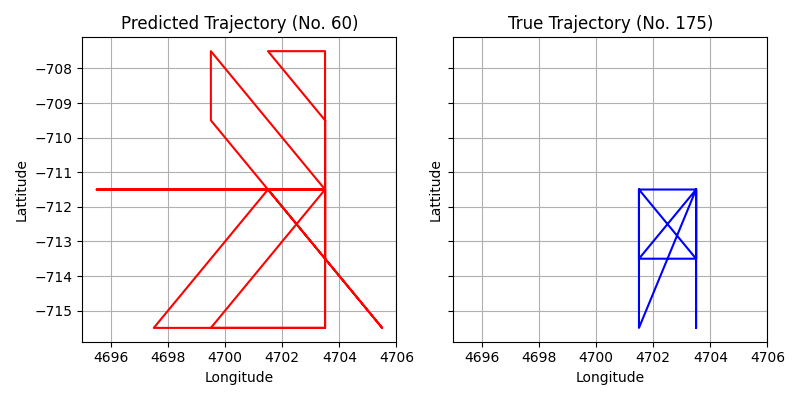 Predicted Trajectory (No. 60)
True Trajectory (No. 175)
Lattitude
−708
−709
−710
−711
−712
−713
−714
−715
4696 4698 4700 4702 4704 4706
Longitude
Lattitude
4696 4698 4700 4702 4704 4706
Longitude